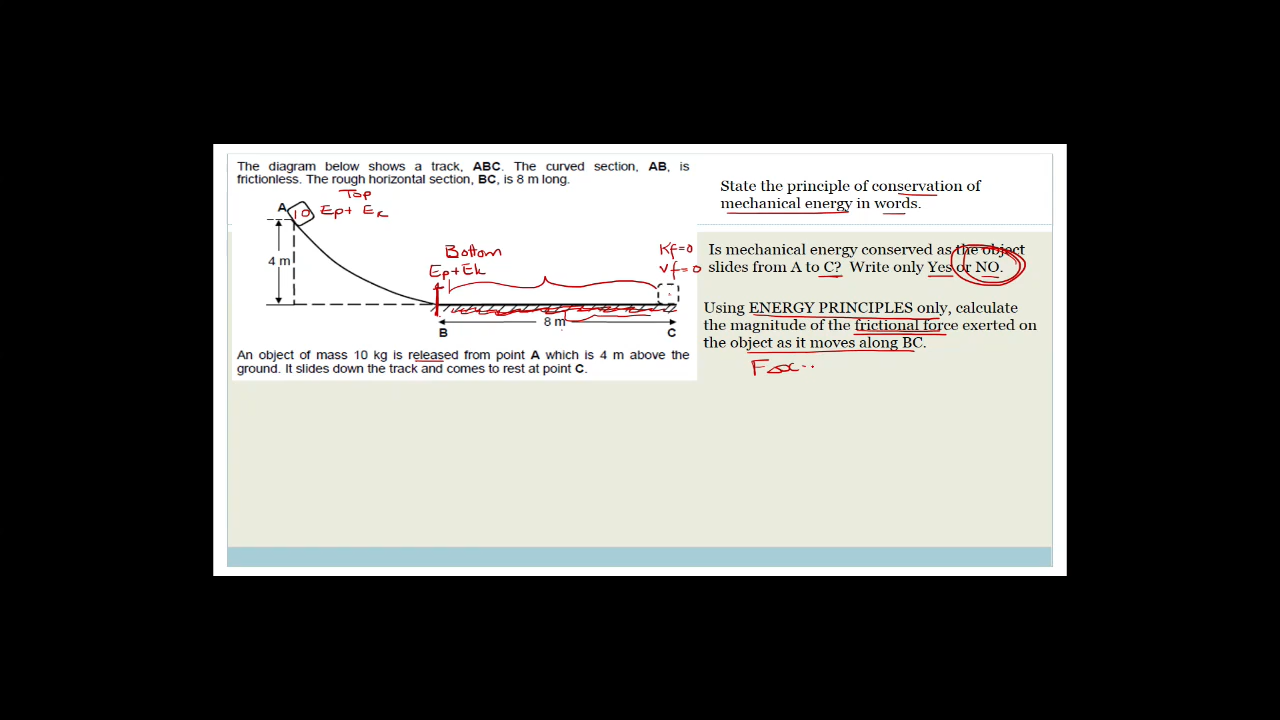 The diagram below shows a track, ABC. The curved section, AB, is
frictionless. The rough horizontal section, BC, is 8 m long.
Top
A
10
Ep+ Ek
4 m
Bottom
Ep+Ek
Kf=0
Vf=0
8 m
B
C
An object of mass 10 kg is released from point A which is 4 m above the
ground. It slides down the track and comes to rest at point C.
State the principle of conservation of
mechanical energy in words.
Is mechanical energy conserved as the object
slides from A to C? Write only Yes or NO.
Using ENERGY PRINCIPLES only, calculate
the magnitude of the frictional force exerted on
the object as it moves along BC.